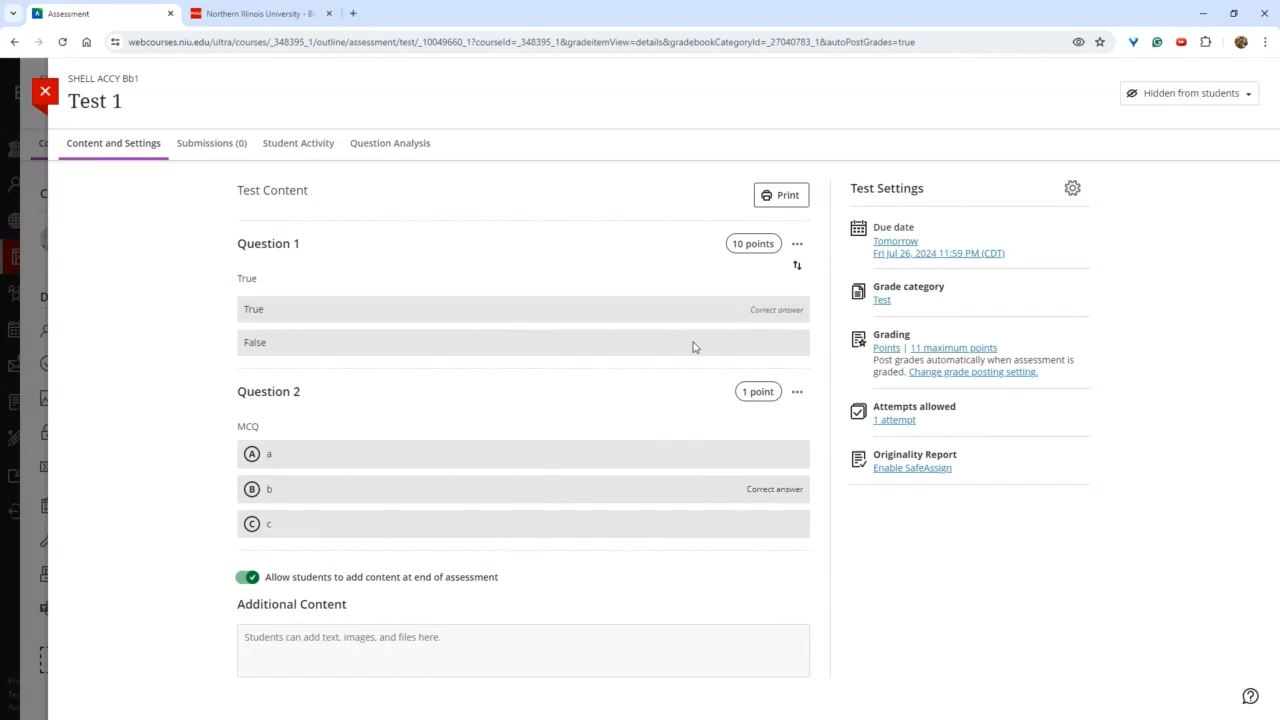 Assessment
Northern Illinois University - Bl
webcourses.niu.edu/ultra/courses/_348395_1/outline/assessment/test/_10049660_1?courseId=_348395_1&gradeitemView=details&gradebookCategoryId=_27040783_1&autoPostGrades=true
SHELL ACCY Bb1
Test 1
Hidden from students
Content and Settings
Submissions (0)
Student Activity
Question Analysis
Test Content
Print
Question 1
10 points
True
True
Correct answer
False
Question 2
1 point
MCQ
A a
B b
Correct answer
C c
Allow students to add content at end of assessment
Additional Content
Students can add text, images, and files here.
Test Settings
Due date
Tomorrow
Fri Jul 26, 2024 11:59 PM (CDT)
Grade category
Test
Grading
Points | 11 maximum points
Post grades automatically when assessment is
graded. Change grade posting setting.
Attempts allowed
1 attempt
Originality Report
Enable SafeAssign